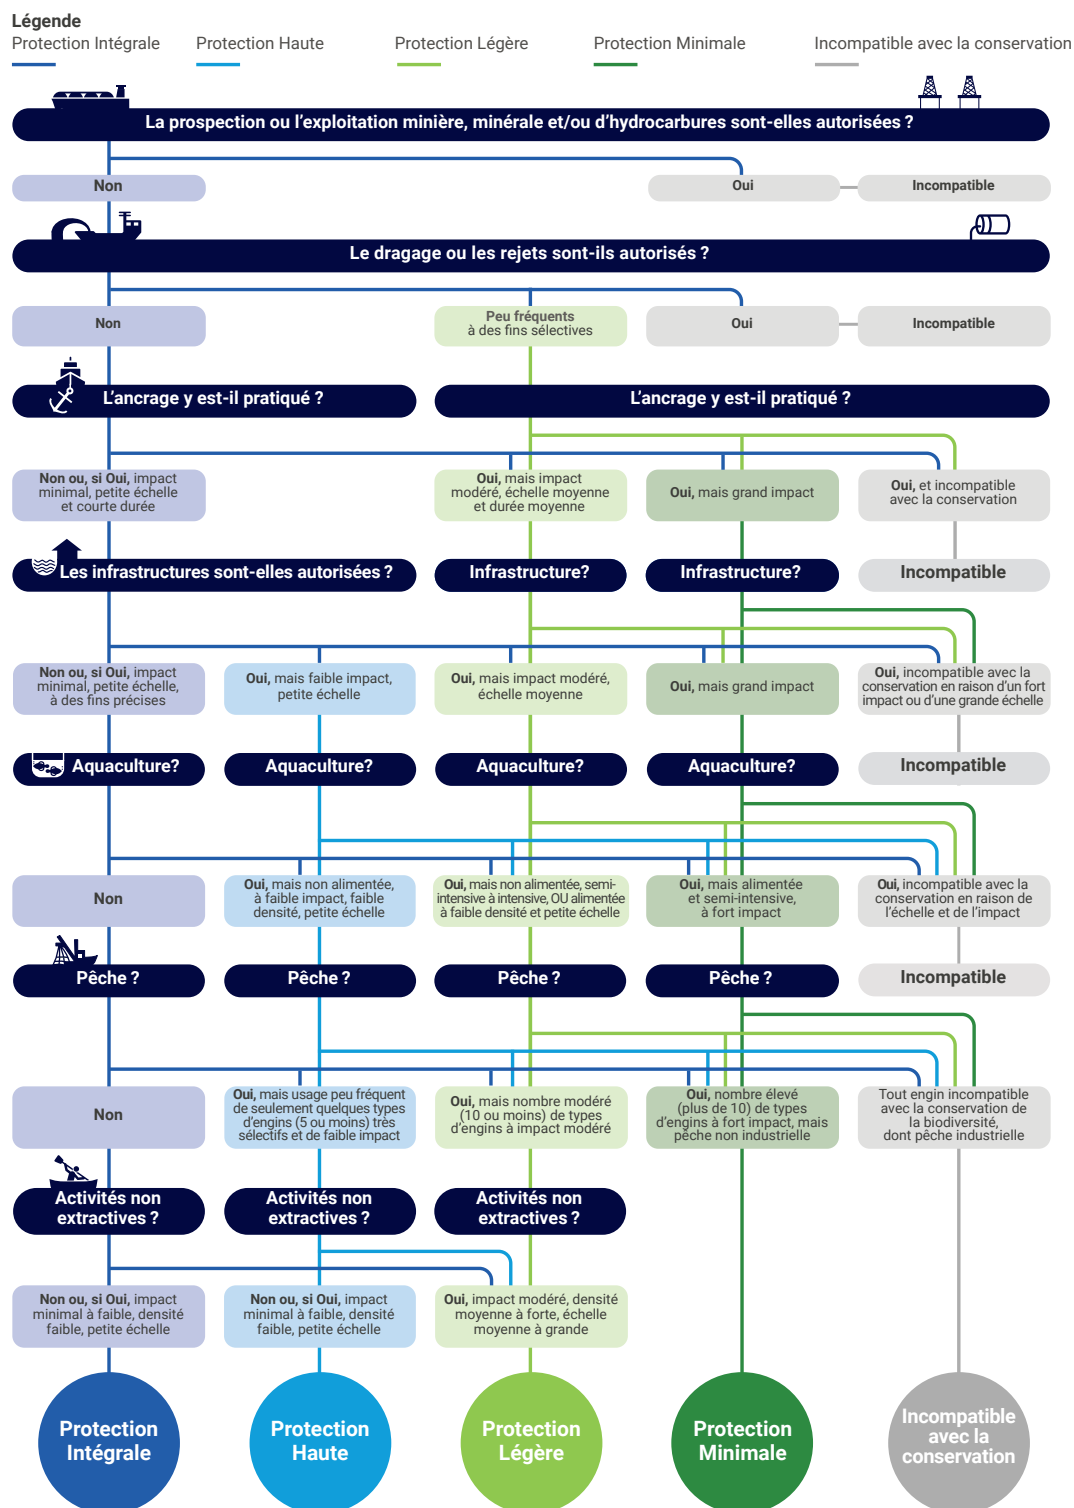 Légende
Protection Intégrale
Protection Haute
Protection Légère
Protection Minimale
Incompatible avec la conservation
La prospection ou l'exploitation minière, minérale et/ou d'hydrocarbures sont-elles autorisées ?
Non
Oui
Incompatible
Le dragage ou les rejets sont-ils autorisés ?
Non
Peu fréquents
à des fins sélectives
Oui
Incompatible
L'ancrage y est-il pratiqué ?
L'ancrage y est-il pratiqué ?
Non ou, si Oui, impact
minimal, petite échelle
et courte durée
Oui, mais impact
modéré, échelle moyenne
et durée moyenne
Oui, mais grand impact
Oui, et incompatible
avec la conservation
Les infrastructures sont-elles autorisées ?
Infrastructure?
Infrastructure?
Incompatible
Non ou, si Oui, impact
minimal, petite échelle,
à des fins précises
Oui, mais faible impact,
petite échelle
Oui, mais impact modéré,
échelle moyenne
Oui, mais grand impact
Oui, incompatible avec la
conservation en raison d'un fort
impact ou d'une grande échelle
Aquaculture?
Aquaculture?
Aquaculture?
Aquaculture?
Incompatible
Non
Oui, mais non alimentée,
à faible impact, faible
densité, petite échelle
Oui, mais non alimentée, semi-
intensive à intensive, OU alimentée
à faible densité et petite échelle
Oui, mais alimentée
et semi-intensive,
à fort impact
Oui, incompatible avec la
conservation en raison de
l'échelle et de l'impact
Pêche ?
Pêche ?
Pêche ?
Pêche ?
Incompatible
Non
Oui, mais usage peu fréquent
de seulement quelques types
d'engins (5 ou moins) très
sélectifs et de faible impact
Oui, mais nombre modéré
(10 ou moins) de types
d'engins à impact modéré
Oui, nombre élevé
(plus de 10) de types
d'engins à fort impact, mais
pêche non industrielle
Tout engin incompatible
avec la conservation de
la biodiversité,
dont pêche industrielle
Activités non
extractives ?
Activités non
extractives ?
Activités non
extractives ?
Non ou, si Oui, impact
minimal à faible, densité
faible, petite échelle
Non ou, si Oui, impact
minimal à faible, densité
faible, petite échelle
Oui, impact modéré, densité
moyenne à forte, échelle
moyenne à grande
Protection
Intégrale
Protection
Haute
Protection
Légère
Protection
Minimale
Incompatible
avec la
conservation